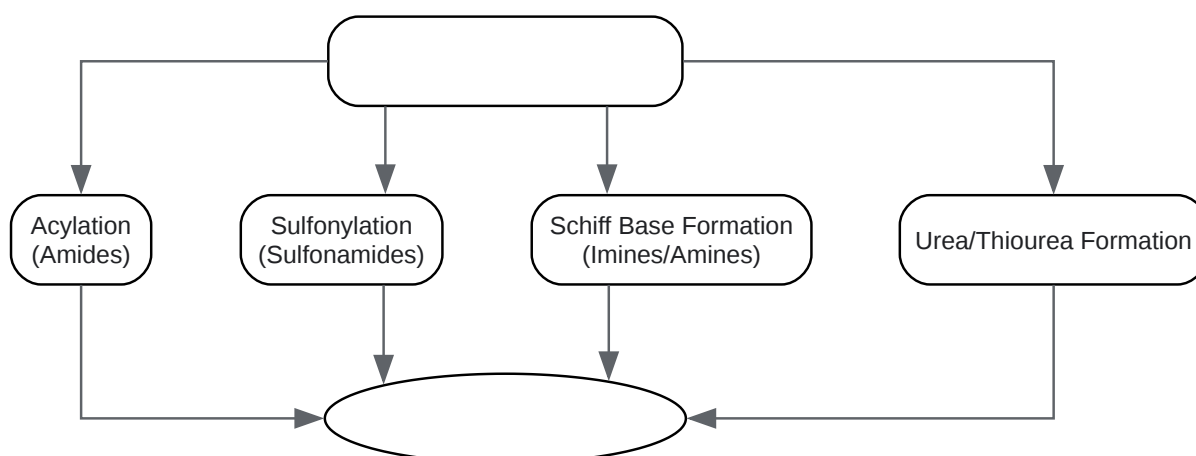 Acylation
(Amides)
Sulfonylation
(Sulfonamides)
Schiff Base Formation
(Imines/Amines)
Urea/Thiourea Formation